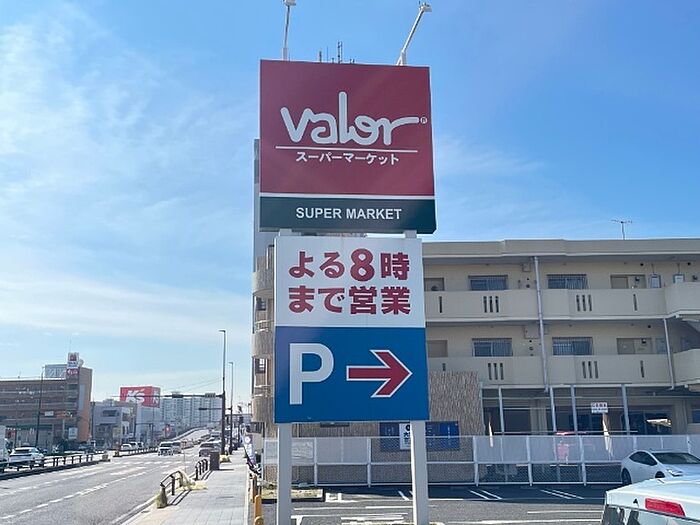 valor®
スーパーマーケット
SUPER MARKET
よる8時
まで営業
P
K's